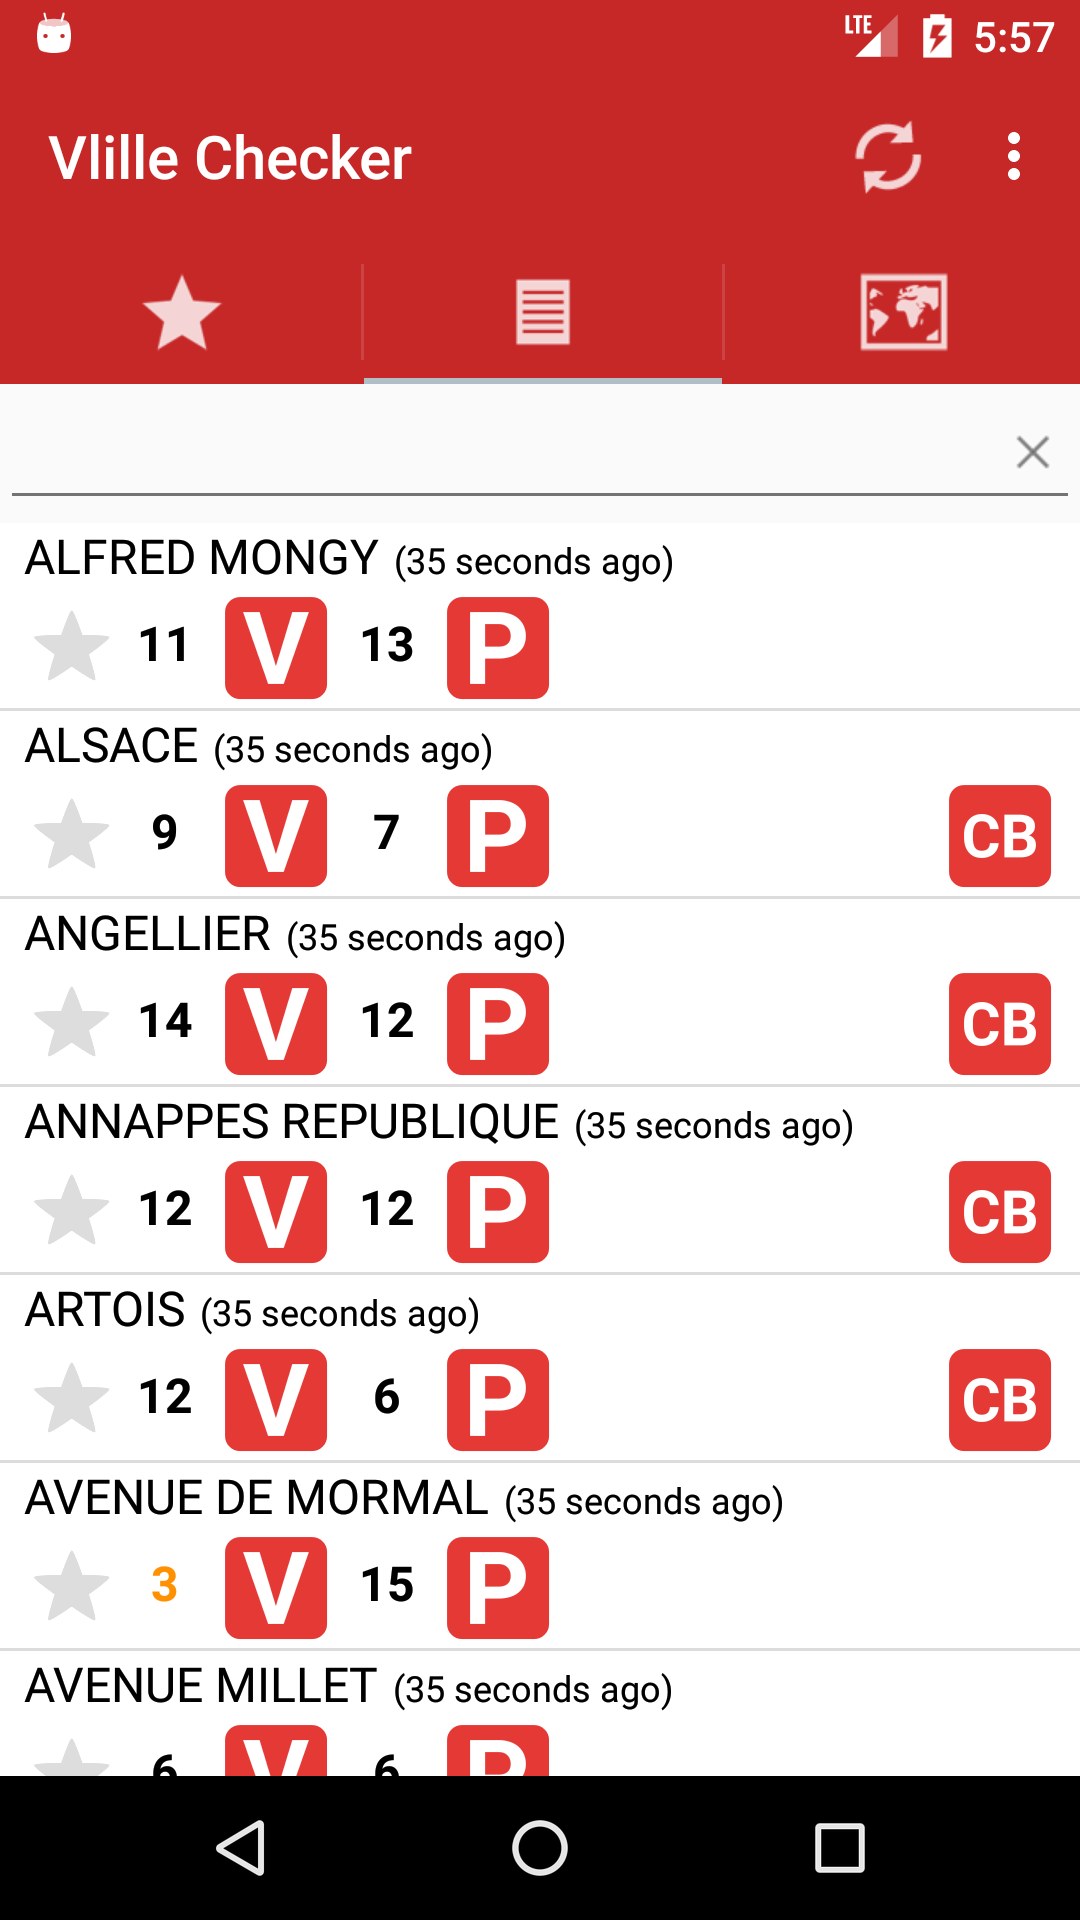 LTE 5:57
Vlille Checker
ALFRED MONGY (35 seconds ago)
11 V 13 P
ALSACE (35 seconds ago)
9 V 7 P CB
ANGELLIER (35 seconds ago)
14 V 12 P CB
ANNAPPES REPUBLIQUE (35 seconds ago)
12 V 12 P CB
ARTOIS (35 seconds ago)
12 V 6 P CB
AVENUE DE MORMAL (35 seconds ago)
3 V 15 P
AVENUE MILLET (35 seconds ago)
6 V 6 P